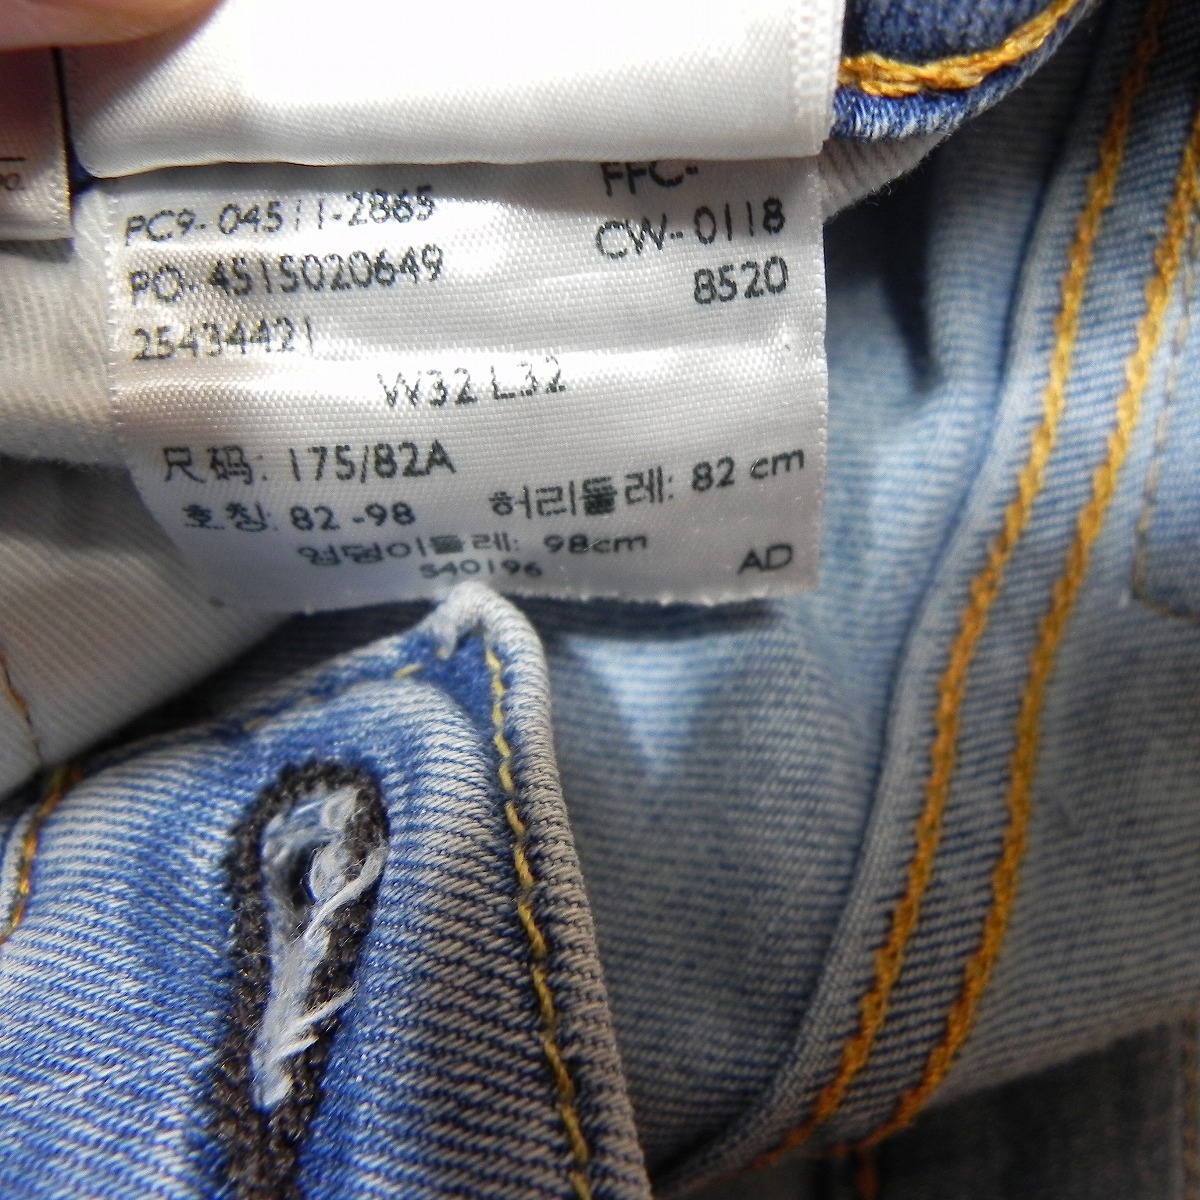 PC9-04511-2865 FFC-
PO-4515020649 CW-0118
25434421 8520
W32 L32
尺码: 175/82A
호칭: 82-98 허리둘레: 82 cm
엉덩이둘레: 98cm
S40196 AD